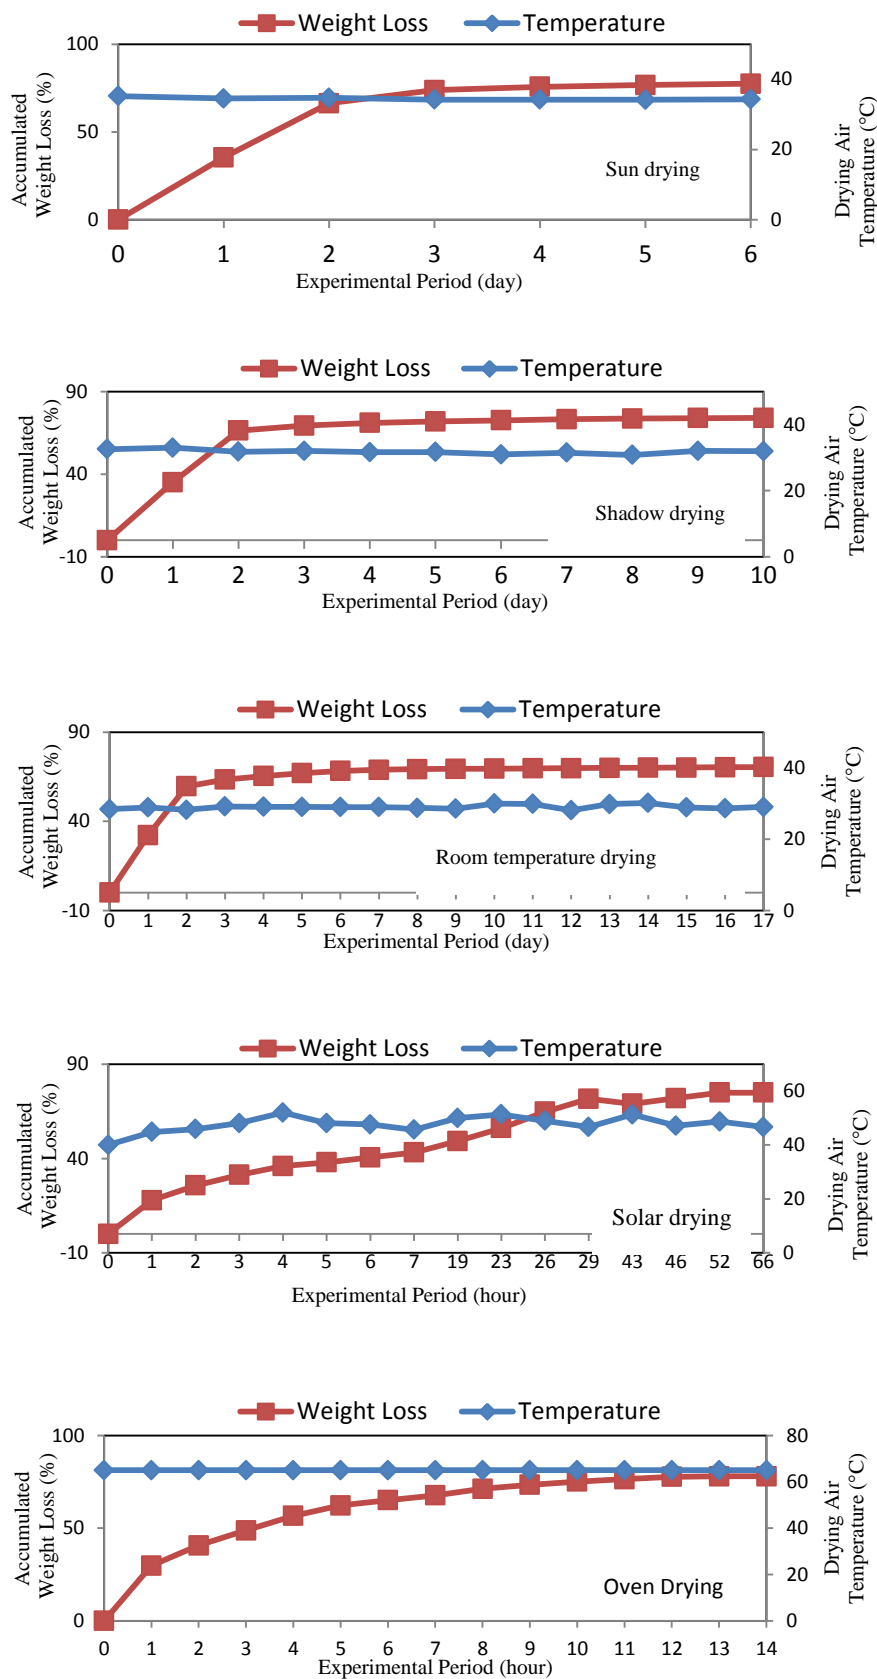 Weight Loss Temperature
Accumulated
Weight Loss (%)
100
50
0
40
20
0
Drying Air
Temperature (°C)
Sun drying
0 1 2 3 4 5 6
Experimental Period (day)
Weight Loss Temperature
Accumulated
Weight Loss (%)
90
40
-10
40
20
0
Drying Air
Temperature (°C)
Shadow drying
0 1 2 3 4 5 6 7 8 9 10
Experimental Period (day)
Weight Loss Temperature
Accumulated
Weight Loss (%)
90
40
-10
40
20
0
Drying Air
Temperature (°C)
Room temperature drying
0 1 2 3 4 5 6 7 8 9 10 11 12 13 14 15 16 17
Experimental Period (day)
Weight Loss Temperature
Accumulated
Weight Loss (%)
90
40
-10
60
40
20
0
Drying Air
Temperature (°C)
Solar drying
0 1 2 3 4 5 6 7 19 23 26 29 43 46 52 66
Experimental Period (hour)
Weight Loss Temperature
Accumulated
Weight Loss (%)
100
50
0
80
60
40
20
0
Drying Air
Temperature (°C)
Oven Drying
0 1 2 3 4 5 6 7 8 9 10 11 12 13 14
Experimental Period (hour)